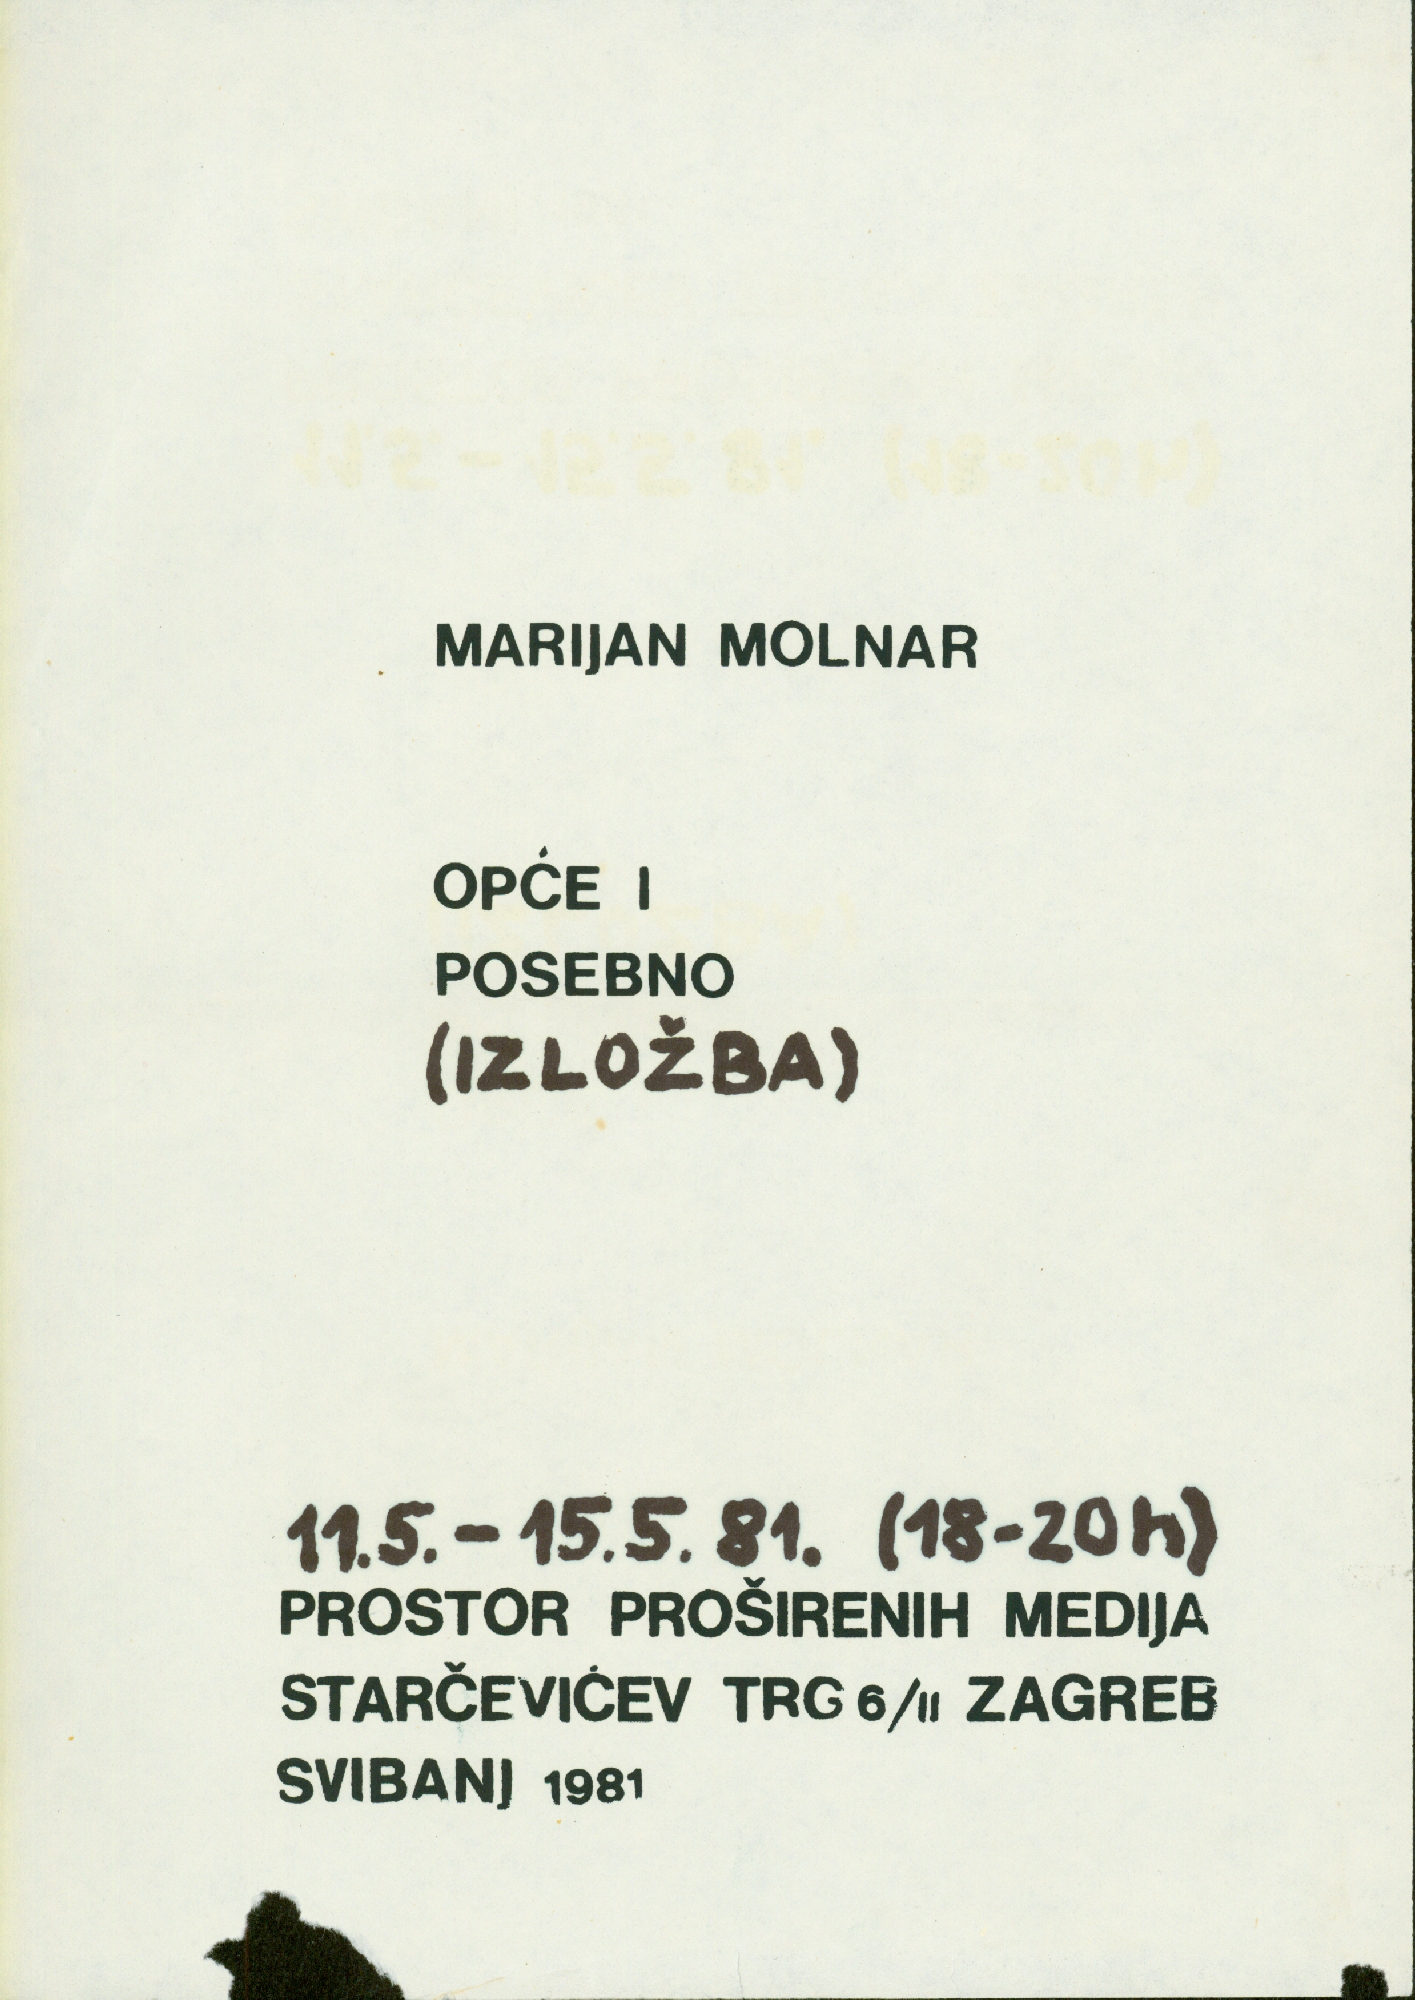 MARIJAN MOLNAR
OPĆE I
POSEBNO
(IZLOŽBA)
11.5. - 15.5. 81. (18-20h)
PROSTOR PROŠIRENIH MEDIJA
STARČEVIĆEV TRG 6/II ZAGREB
SVIBANJ 1981